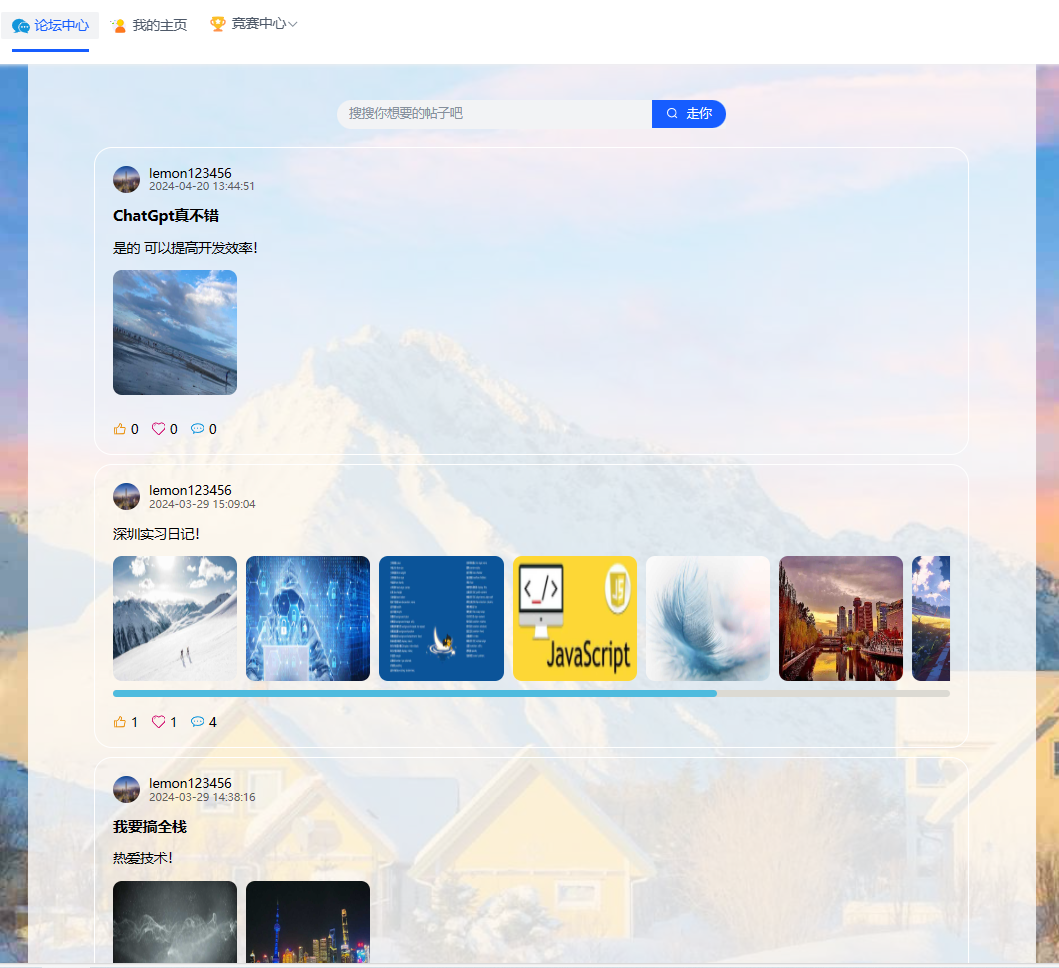 论坛中心 我的主页 竞赛中心
搜搜你想要的帖子吧 走你
lemon123456
2024-04-20 13:44:51
ChatGpt真不错
是的 可以提高开发效率！
0 0 0
lemon123456
2024-03-29 15:09:04
深圳实习日记！
</>
JS
JavaScript
1 1 4
lemon123456
2024-03-29 14:38:16
我要搞全栈
热爱技术！